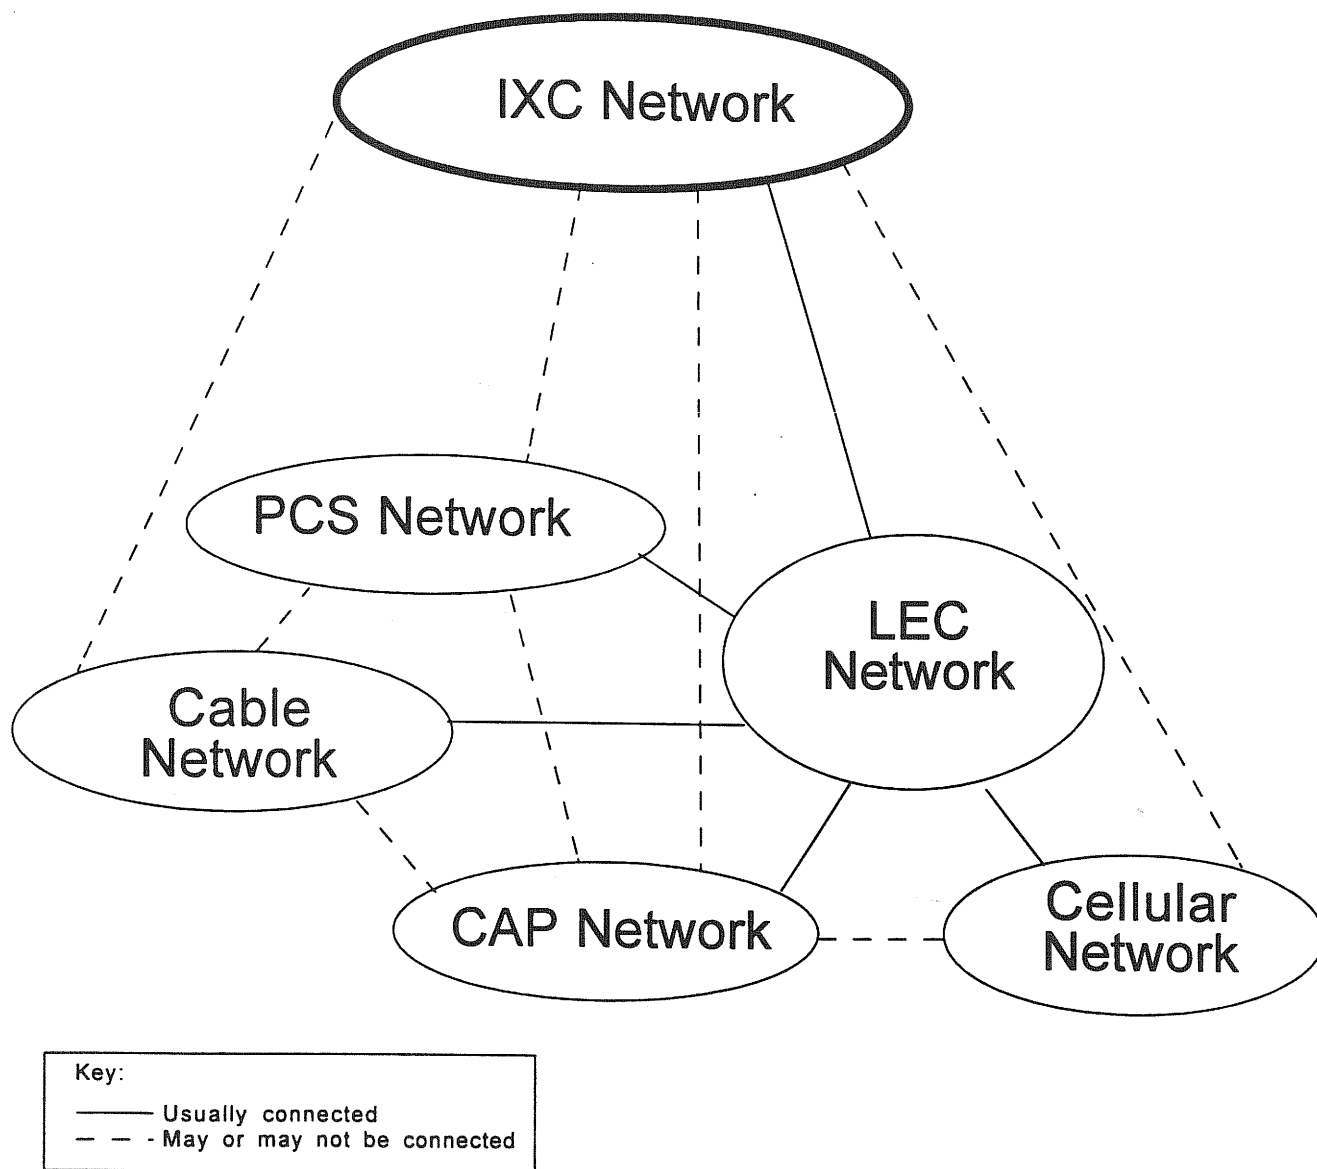 IXC Network
PCS Network
LEC
Network
Cable
Network
CAP Network
Cellular
Network
Key:
Usually connected
May or may not be connected